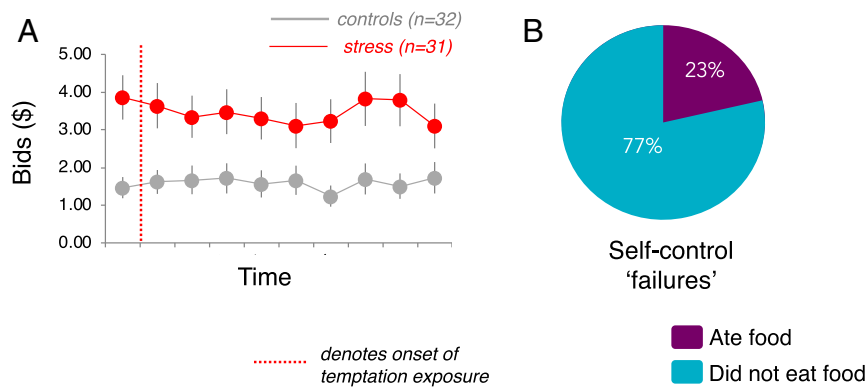 A
controls (n=32)
stress (n=31)
5.00
4.00
3.00
2.00
1.00
0.00
Bids ($)
Time
denotes onset of
temptation exposure
B
23%
77%
Self-control
'failures'
Ate food
Did not eat food